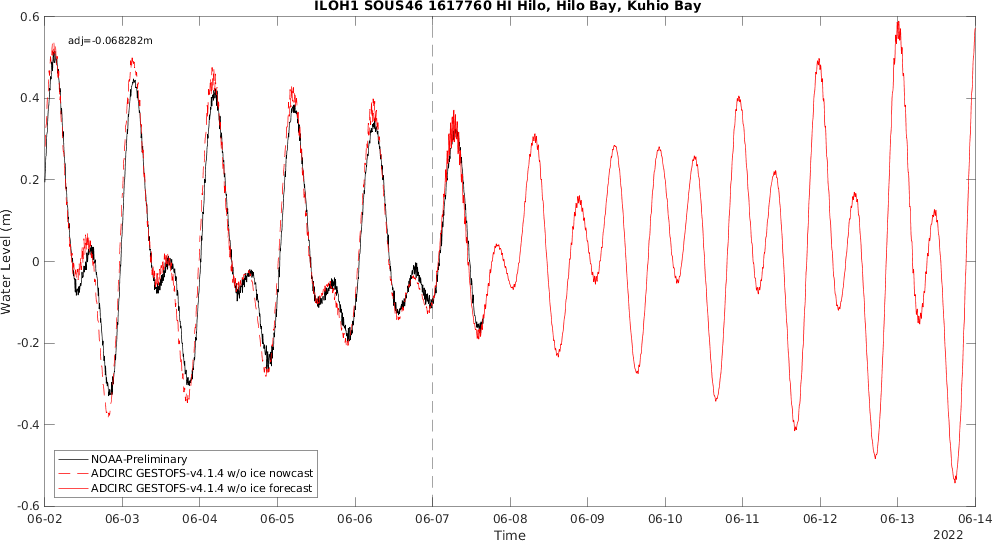 ILOH1 SOUS46 1617760 HI Hilo, Hilo Bay, Kuhio Bay
adj=-0.068282m
0.6
0.4
0.2
0
-0.2
-0.4
-0.6
Water Level (m)
NOAA-Preliminary
ADCIRC GESTOFS-v4.1.4 w/o ice nowcast
ADCIRC GESTOFS-v4.1.4 w/o ice forecast
06-02 06-03 06-04 06-05 06-06 06-07 06-08 06-09 06-10 06-11 06-12 06-13 06-14
Time
2022